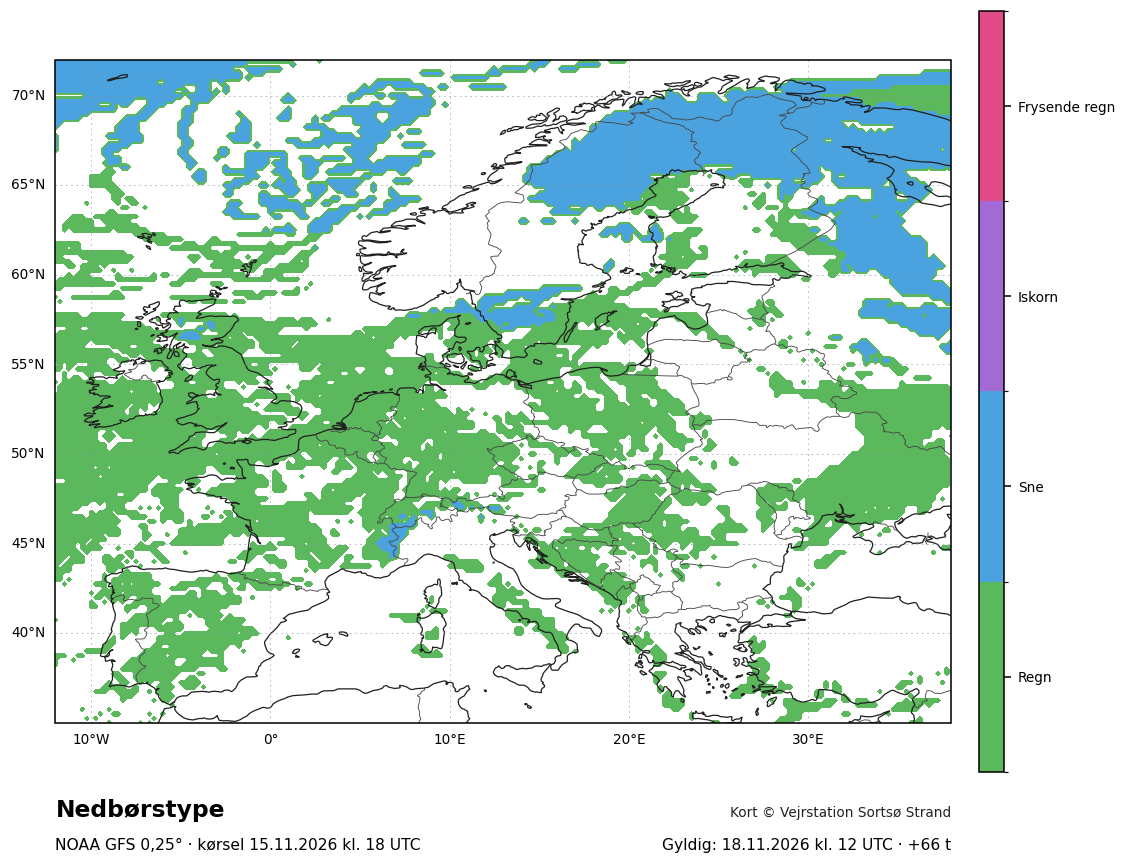 70°N
65°N
60°N
55°N
50°N
45°N
40°N
10°W
0°
10°E
20°E
30°E
Frysende regn
Iskorn
Sne
Regn
Nedbørstype
Kort © Vejrstation Sortsø Strand
NOAA GFS 0,25° · kørsel 15.11.2026 kl. 18 UTC
Gyldig: 18.11.2026 kl. 12 UTC · +66 t